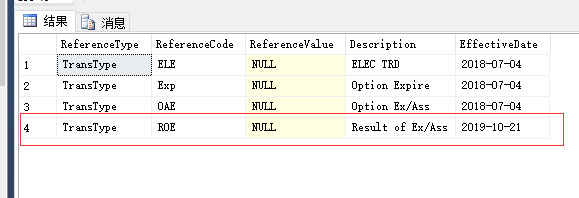 结果 消息
ReferenceType ReferenceCode ReferenceValue Description EffectiveDate
1 TransType ELE NULL ELEC TRD 2018-07-04
2 TransType Exp NULL Option Expire 2018-07-04
3 TransType OAE NULL Option Ex/Ass 2018-07-04
4 TransType ROE NULL Result of Ex/Ass 2019-10-21